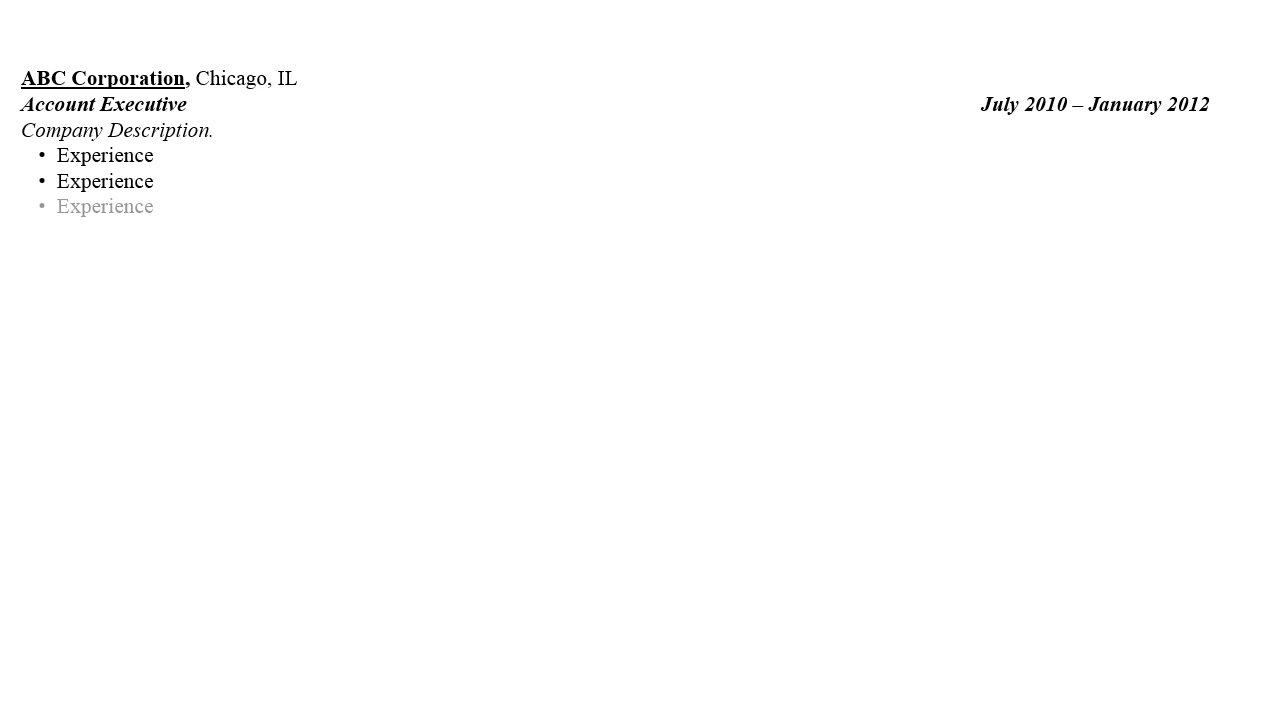 ABC Corporation, Chicago, IL
Account Executive July 2010 – January 2012
Company Description.
• Experience
• Experience
• Experience